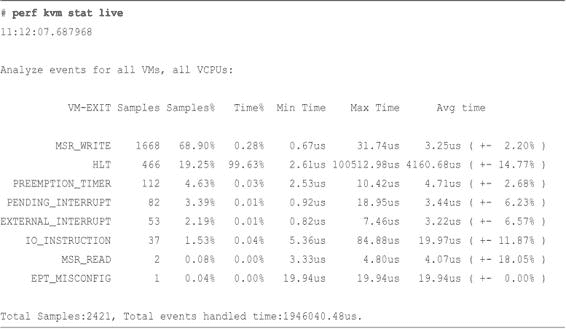 # perf kvm stat live
11:12:07.687968
Analyze events for all VMs, all VCPUs:
VM-EXIT Samples Samples% Time% Min Time Max Time Avg time
MSR_WRITE 1668 68.90% 0.28% 0.67us 31.74us 3.25us ( +- 2.20% )
HLT 466 19.25% 99.63% 2.61us 100512.98us 4160.68us ( +- 14.77% )
PREEMPTION_TIMER 112 4.63% 0.03% 2.53us 10.42us 4.71us ( +- 2.68% )
PENDING_INTERRUPT 82 3.39% 0.01% 0.92us 18.95us 3.44us ( +- 6.23% )
EXTERNAL_INTERRUPT 53 2.19% 0.01% 0.82us 7.46us 3.22us ( +- 6.57% )
IO_INSTRUCTION 37 1.53% 0.04% 5.36us 84.88us 19.97us ( +- 11.87% )
MSR_READ 2 0.08% 0.00% 3.33us 4.80us 4.07us ( +- 18.05% )
EPT_MISCONFIG 1 0.04% 0.00% 19.94us 19.94us 19.94us ( +- 0.00% )
Total Samples:2421, Total events handled time:1946040.48us.